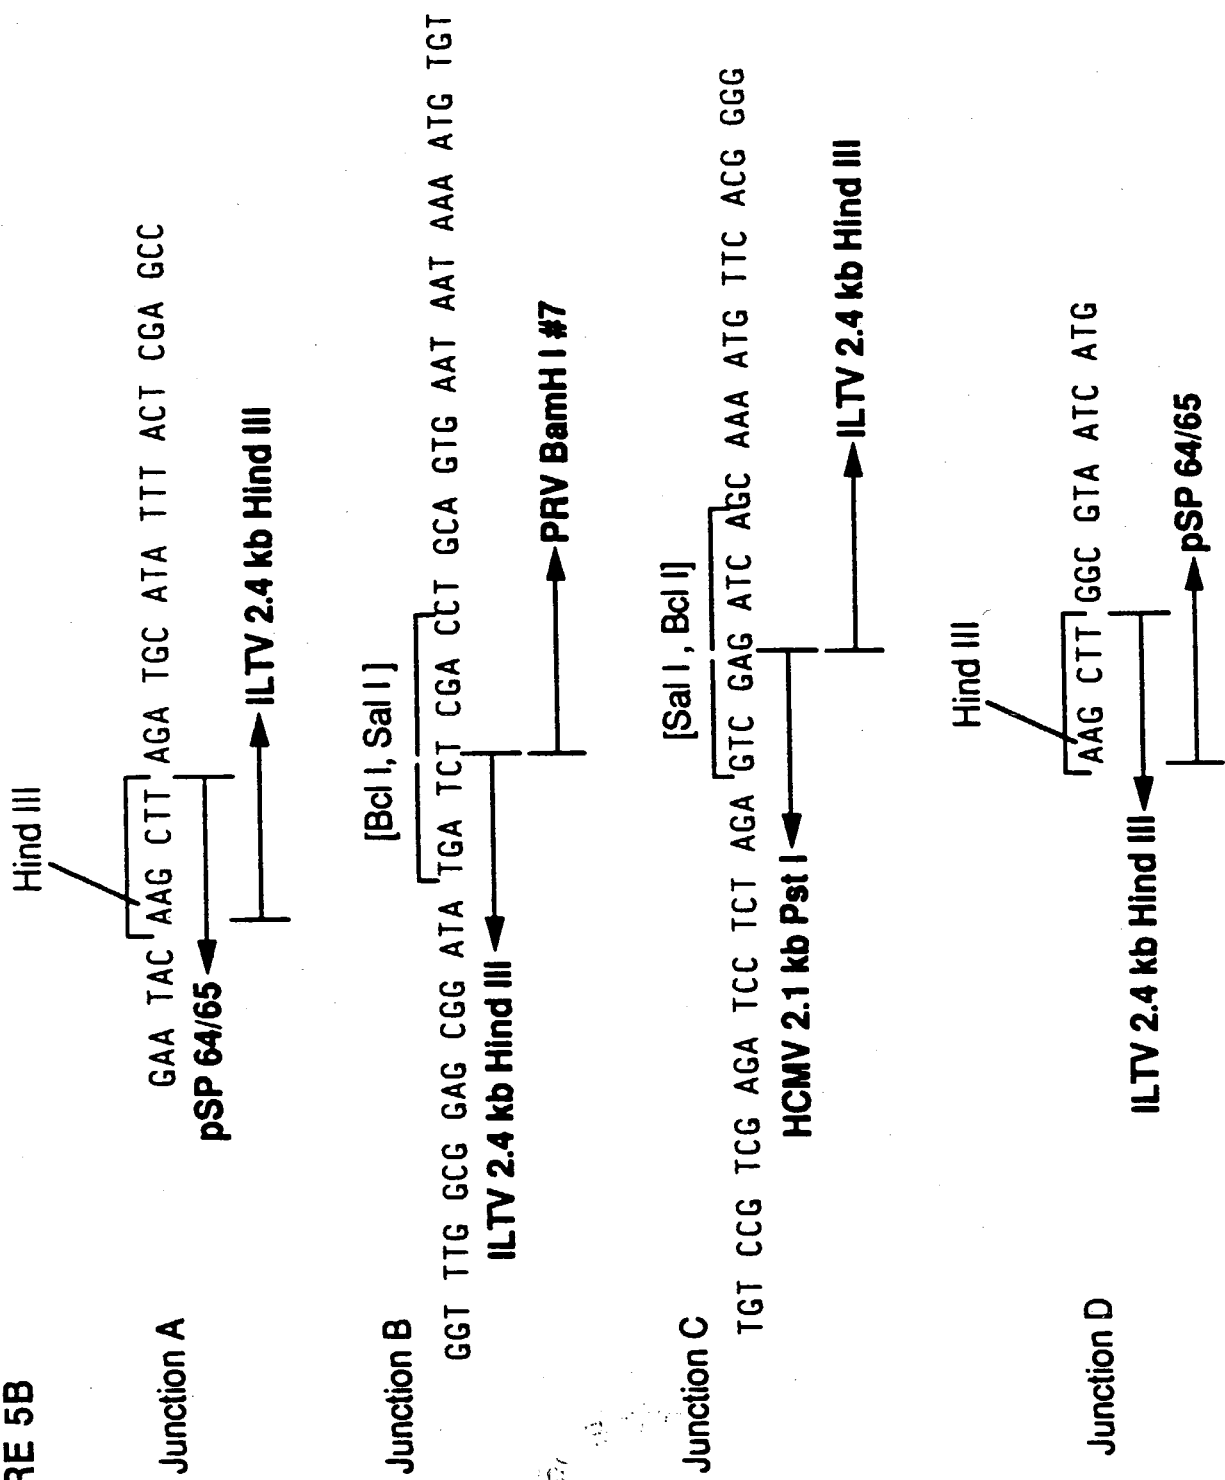 RE 5B
Hind III
Junction A
GAA TAC AAG CTT AGA TGC ATA TTT ACT CGA GCC
pSP 64/65
ILTV 2.4 kb Hind III
[Bcl I, Sal I]
Junction B
GGT TTG GCG GAG CGG ATA TGA TCT CGA CCT GCA GTG AAT AAT AAA ATG TGT
ILTV 2.4 kb Hind III
PRV BamH I #7
[Sal I, Bcl I]
Junction C
TGT CCG TCG AGA TCC TCT AGA GTC GAG ATC AGC AAA ATG TTC ACG GGG
HCMV 2.1 kb Pst I
ILTV 2.4 kb Hind III
Hind III
Junction D
AAG CTT GGC GTA ATC ATG
ILTV 2.4 kb Hind III
pSP 64/65